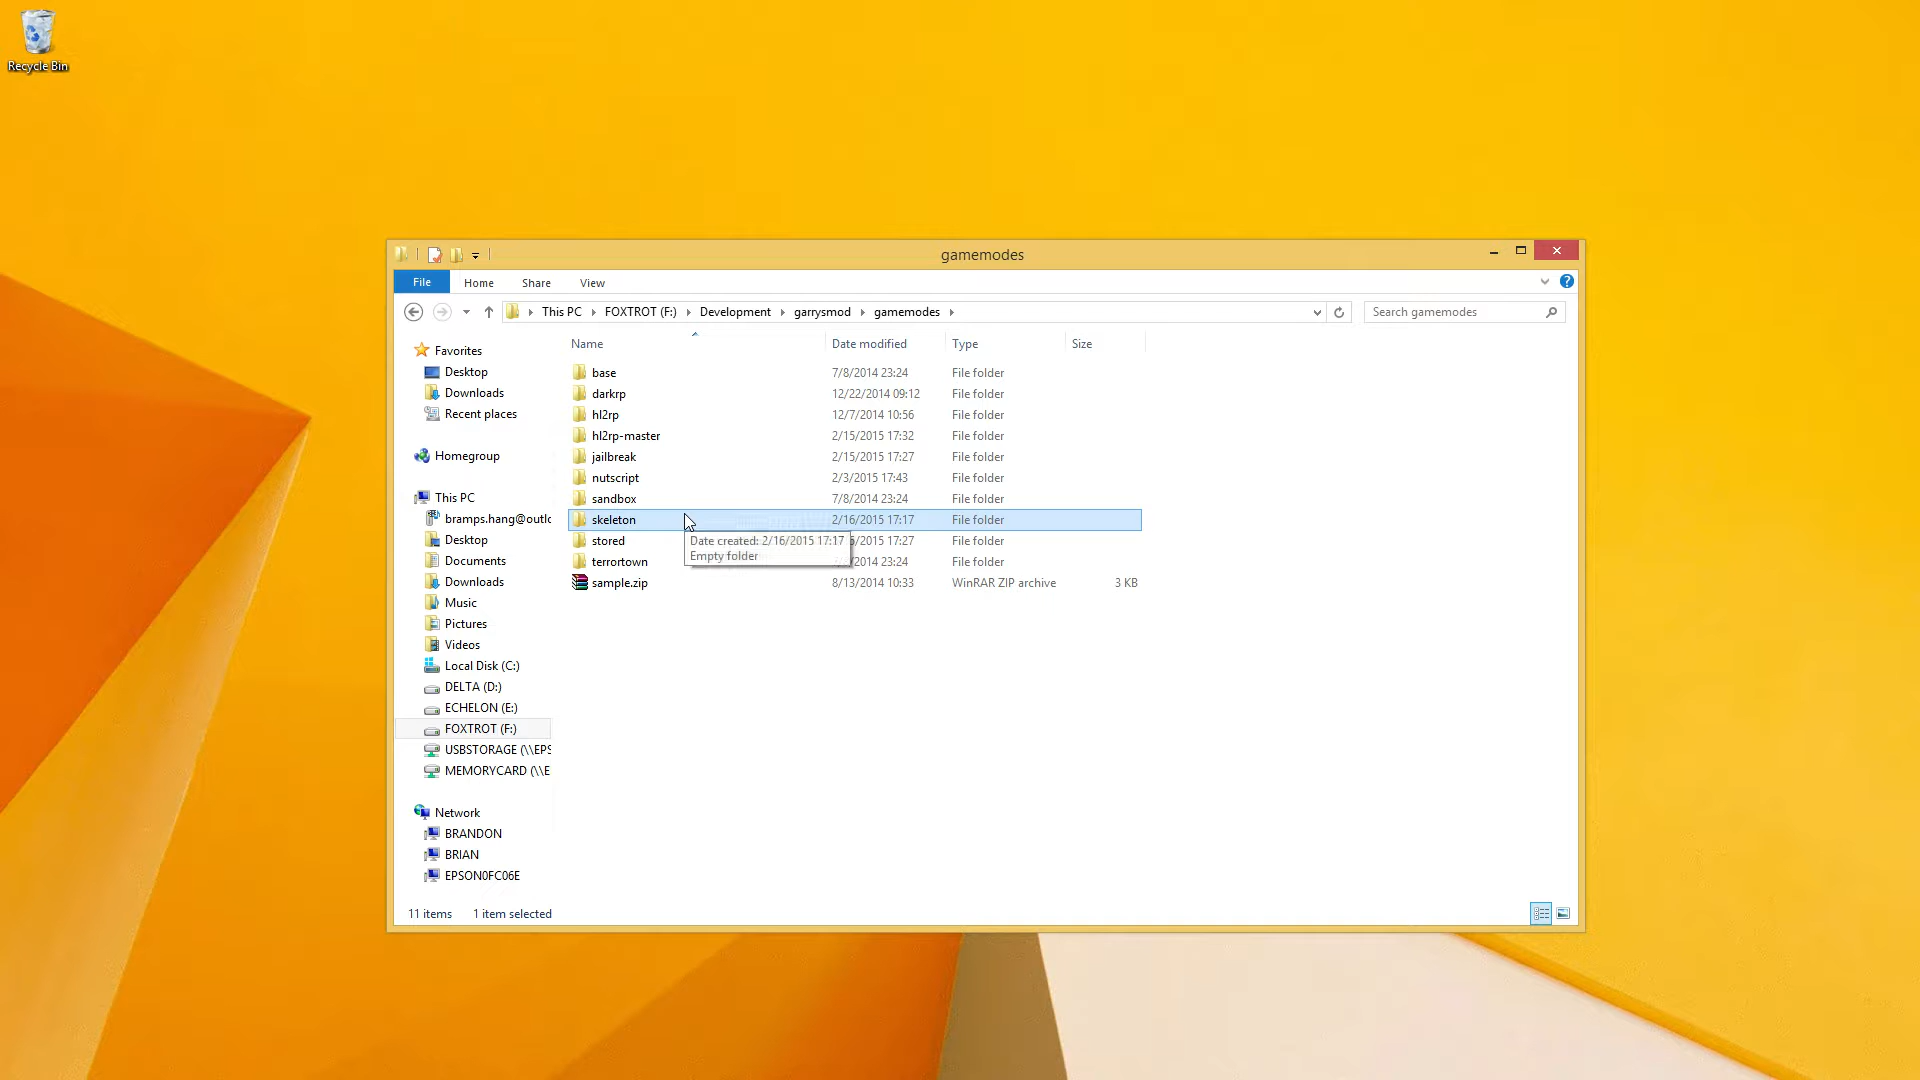 Recycle Bin
gamemodes
File Home Share View
This PC FOXTROT (F:) Development garrysmod gamemodes Search gamemodes
Name Date modified Type Size
Favorites
Desktop
Downloads
Recent places
Homegroup
This PC
bramps.hang@outlc
Desktop
Documents
Downloads
Music
Pictures
Videos
Local Disk (C:)
DELTA (D:)
ECHELON (E:)
FOXTROT (F:)
USBSTORAGE (\\EPS
MEMORYCARD (\\E
Network
BRANDON
BRIAN
EPSON0FC06E
base 7/8/2014 23:24 File folder
darkrp 12/22/2014 09:12 File folder
hl2rp 12/7/2014 10:56 File folder
hl2rp-master 2/15/2015 17:32 File folder
jailbreak 2/15/2015 17:27 File folder
nutscript 2/3/2015 17:43 File folder
sandbox 7/8/2014 23:24 File folder
skeleton 2/16/2015 17:17 File folder
stored 5/2015 17:27 File folder
Date created: 2/16/2015 17:17
Empty folder
terrortown 2014 23:24 File folder
sample.zip 8/13/2014 10:33 WinRAR ZIP archive 3 KB
11 items 1 item selected